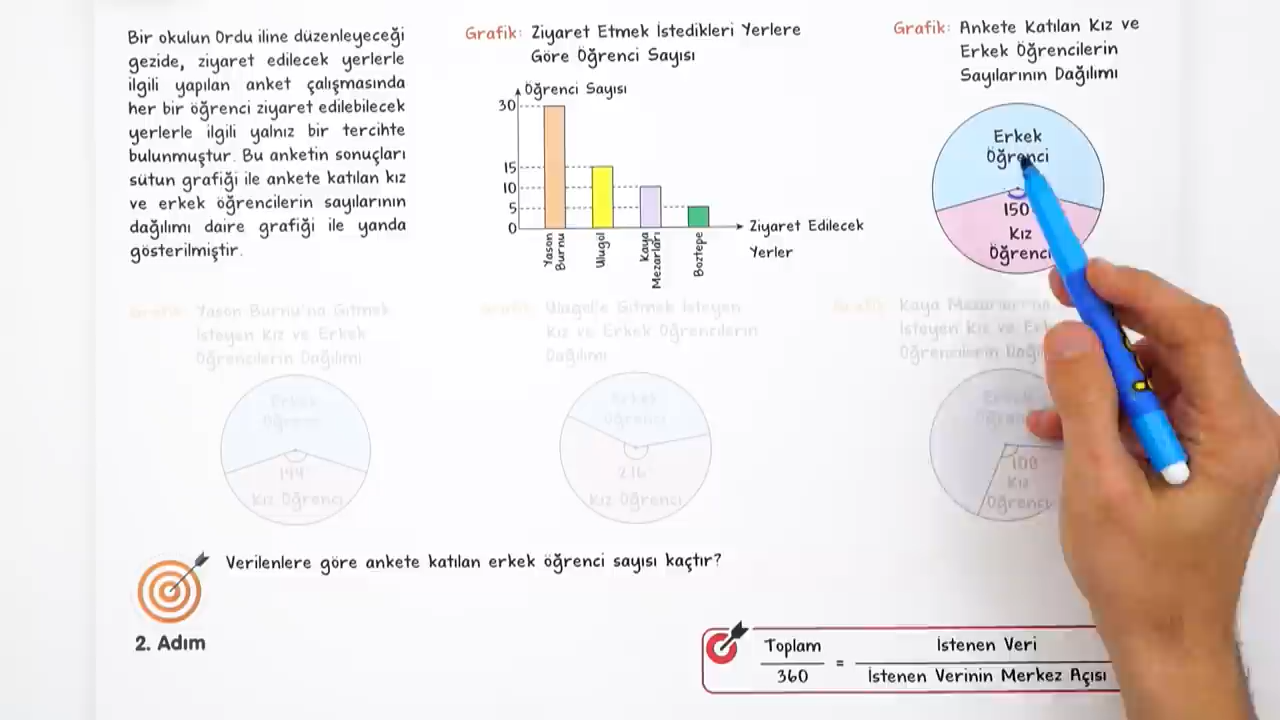 Bir okulun Ordu iline düzenleyeceği
gezide, ziyaret edilecek yerlerle
ilgili yapılan anket çalışmasında
her bir öğrenci ziyaret edilebilecek
yerlerle ilgili yalnız bir tercihte
bulunmuştur. Bu anketin sonuçları
sütun grafiği ile ankete katılan kız
ve erkek öğrencilerin sayılarının
dağılımı daire grafiği ile yanda
gösterilmiştir.
Grafik: Ziyaret Etmek İstedikleri Yerlere
Göre Öğrenci Sayısı
Öğrenci Sayısı
30
15
10
5
0
Yason
Burnu
Ulugöl
Kaya
Mezarları
Boztepe
Ziyaret Edilecek
Yerler
Grafik: Ankete Katılan Kız ve
Erkek Öğrencilerin
Sayılarının Dağılımı
Erkek
Öğrenci
150
Kız
Öğrenci
Grafik: Yason Burnu'na Gitmek
İsteyen Kız ve Erkek
Öğrencilerin Dağılımı
Erkek
Öğrenci
144
Kız Öğrenci
Grafik: Ulugöl'e Gitmek İsteyen
Kız ve Erkek Öğrencilerin
Dağılımı
Erkek
Öğrenci
216
Kız Öğrenci
Grafik: Kaya
İsteyen Kız ve
Öğrencilerin
Erkek
108
Kız
Öğrenci
Verilenlere göre ankete katılan erkek öğrenci sayısı kaçtır?
2. Adım
Toplam
360
=
İstenen Veri
İstenen Verinin Merkez Açısı